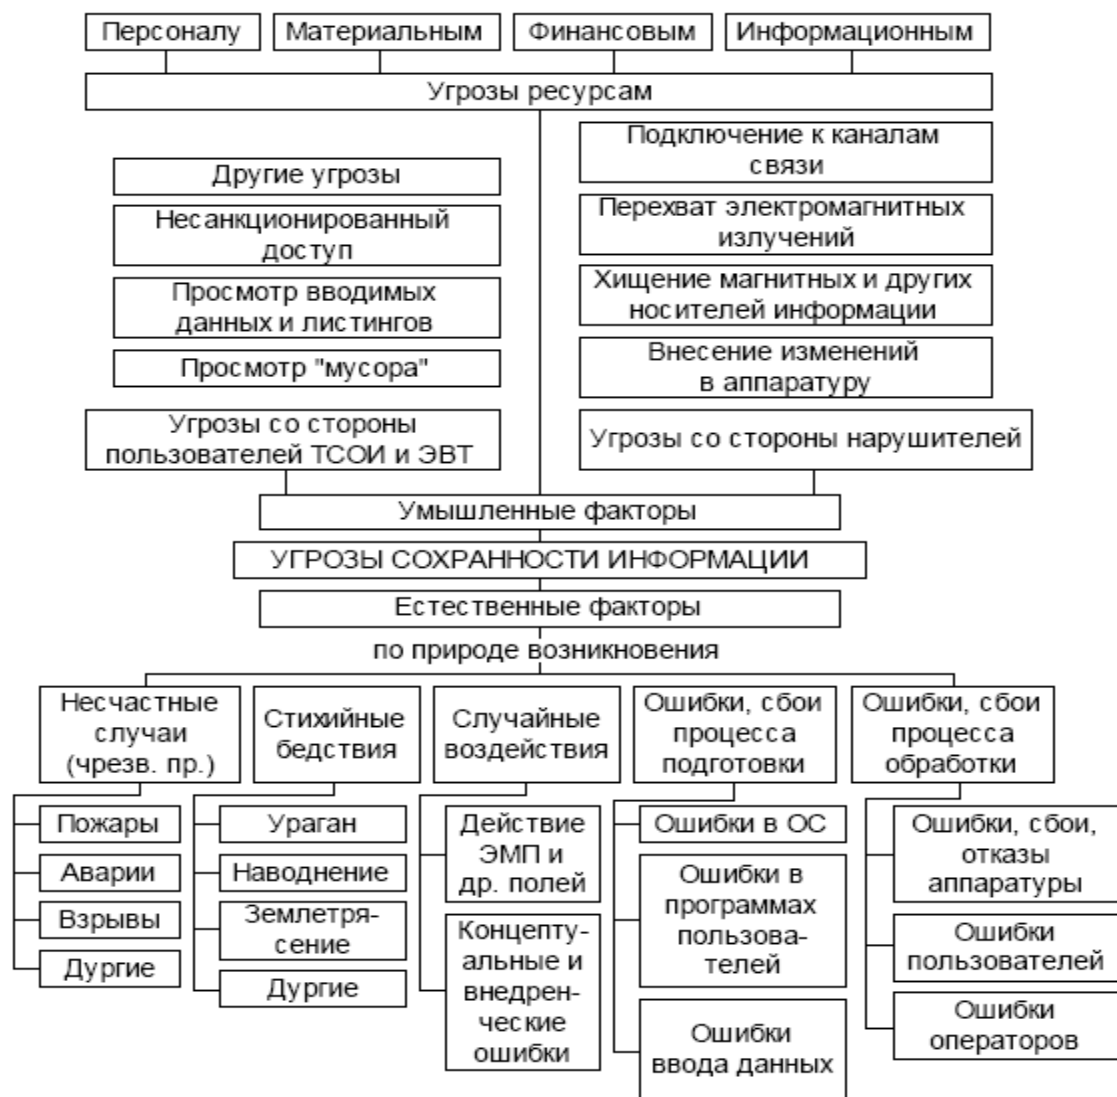 Персоналу
Материальным
Финансовым
Информационным
Угрозы ресурсам
Другие угрозы
Несанкционированный
доступ
Просмотр вводимых
данных и листингов
Просмотр "мусора"
Угрозы со стороны
пользователей ТСОИ и ЭВТ
Подключение к каналам
связи
Перехват электромагнитных
излучений
Хищение магнитных и других
носителей информации
Внесение изменений
в аппаратуру
Угрозы со стороны нарушителей
Умышленные факторы
УГРОЗЫ СОХРАННОСТИ ИНФОРМАЦИИ
Естественные факторы
по природе возникновения
Несчастные
случаи
(чрезв. пр.)
Пожары
Аварии
Взрывы
Дургие
Стихийные
бедствия
Ураган
Наводнение
Землетря-
сение
Дургие
Случайные
воздействия
Действие
ЭМП и
др. полей
Концепту-
альные и
внедрен-
ческие
ошибки
Ошибки, сбои
процесса
подготовки
Ошибки в ОС
Ошибки в
программах
пользова-
телей
Ошибки
ввода данных
Ошибки, сбои
процесса
обработки
Ошибки, сбои,
отказы
аппаратуры
Ошибки
пользователей
Ошибки
операторов